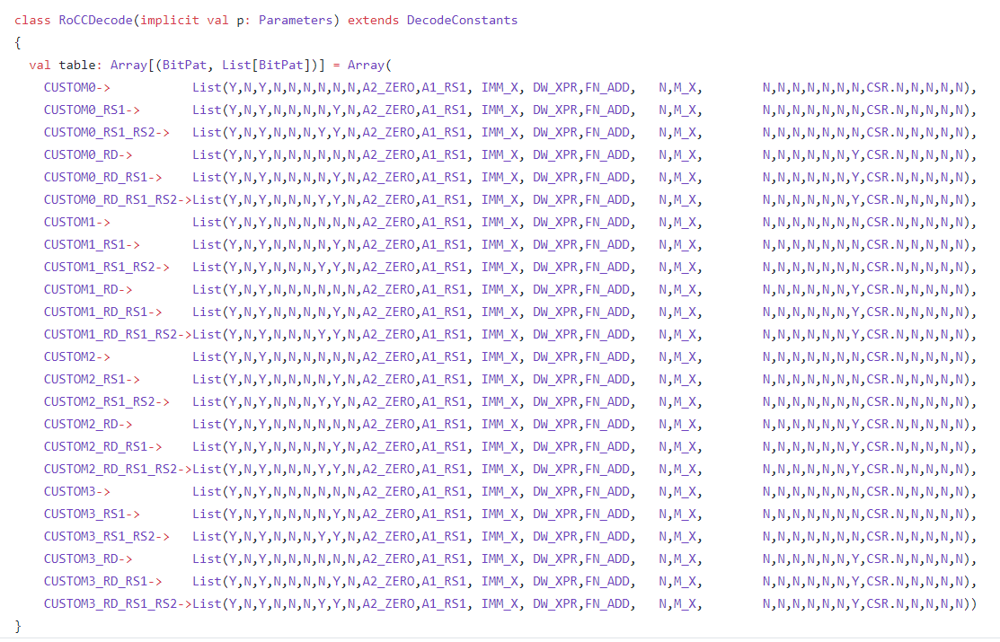 class RoCCDecode(implicit val p: Parameters) extends DecodeConstants
{
  val table: Array[(BitPat, List[BitPat])] = Array(
    CUSTOM0->           List(Y,N,Y,N,N,N,N,N,N,A2_ZERO,A1_RS1, IMM_X, DW_XPR,FN_ADD,   N,M_X,        N,N,N,N,N,N,N,CSR.N,N,N,N,N),
    CUSTOM0_RS1->       List(Y,N,Y,N,N,N,N,Y,N,A2_ZERO,A1_RS1, IMM_X, DW_XPR,FN_ADD,   N,M_X,        N,N,N,N,N,N,N,CSR.N,N,N,N,N),
    CUSTOM0_RS1_RS2->   List(Y,N,Y,N,N,N,Y,Y,N,A2_ZERO,A1_RS1, IMM_X, DW_XPR,FN_ADD,   N,M_X,        N,N,N,N,N,N,N,CSR.N,N,N,N,N),
    CUSTOM0_RD->        List(Y,N,Y,N,N,N,N,N,N,A2_ZERO,A1_RS1, IMM_X, DW_XPR,FN_ADD,   N,M_X,        N,N,N,N,N,N,Y,CSR.N,N,N,N,N),
    CUSTOM0_RD_RS1->    List(Y,N,Y,N,N,N,N,Y,N,A2_ZERO,A1_RS1, IMM_X, DW_XPR,FN_ADD,   N,M_X,        N,N,N,N,N,N,Y,CSR.N,N,N,N,N),
    CUSTOM0_RD_RS1_RS2->List(Y,N,Y,N,N,N,Y,Y,N,A2_ZERO,A1_RS1, IMM_X, DW_XPR,FN_ADD,   N,M_X,        N,N,N,N,N,N,Y,CSR.N,N,N,N,N),
    CUSTOM1->           List(Y,N,Y,N,N,N,N,N,N,A2_ZERO,A1_RS1, IMM_X, DW_XPR,FN_ADD,   N,M_X,        N,N,N,N,N,N,N,CSR.N,N,N,N,N),
    CUSTOM1_RS1->       List(Y,N,Y,N,N,N,N,Y,N,A2_ZERO,A1_RS1, IMM_X, DW_XPR,FN_ADD,   N,M_X,        N,N,N,N,N,N,N,CSR.N,N,N,N,N),
    CUSTOM1_RS1_RS2->   List(Y,N,Y,N,N,N,Y,Y,N,A2_ZERO,A1_RS1, IMM_X, DW_XPR,FN_ADD,   N,M_X,        N,N,N,N,N,N,N,CSR.N,N,N,N,N),
    CUSTOM1_RD->        List(Y,N,Y,N,N,N,N,N,N,A2_ZERO,A1_RS1, IMM_X, DW_XPR,FN_ADD,   N,M_X,        N,N,N,N,N,N,Y,CSR.N,N,N,N,N),
    CUSTOM1_RD_RS1->    List(Y,N,Y,N,N,N,N,Y,N,A2_ZERO,A1_RS1, IMM_X, DW_XPR,FN_ADD,   N,M_X,        N,N,N,N,N,N,Y,CSR.N,N,N,N,N),
    CUSTOM1_RD_RS1_RS2->List(Y,N,Y,N,N,N,Y,Y,N,A2_ZERO,A1_RS1, IMM_X, DW_XPR,FN_ADD,   N,M_X,        N,N,N,N,N,N,Y,CSR.N,N,N,N,N),
    CUSTOM2->           List(Y,N,Y,N,N,N,N,N,N,A2_ZERO,A1_RS1, IMM_X, DW_XPR,FN_ADD,   N,M_X,        N,N,N,N,N,N,N,CSR.N,N,N,N,N),
    CUSTOM2_RS1->       List(Y,N,Y,N,N,N,N,Y,N,A2_ZERO,A1_RS1, IMM_X, DW_XPR,FN_ADD,   N,M_X,        N,N,N,N,N,N,N,CSR.N,N,N,N,N),
    CUSTOM2_RS1_RS2->   List(Y,N,Y,N,N,N,Y,Y,N,A2_ZERO,A1_RS1, IMM_X, DW_XPR,FN_ADD,   N,M_X,        N,N,N,N,N,N,N,CSR.N,N,N,N,N),
    CUSTOM2_RD->        List(Y,N,Y,N,N,N,N,N,N,A2_ZERO,A1_RS1, IMM_X, DW_XPR,FN_ADD,   N,M_X,        N,N,N,N,N,N,Y,CSR.N,N,N,N,N),
    CUSTOM2_RD_RS1->    List(Y,N,Y,N,N,N,N,Y,N,A2_ZERO,A1_RS1, IMM_X, DW_XPR,FN_ADD,   N,M_X,        N,N,N,N,N,N,Y,CSR.N,N,N,N,N),
    CUSTOM2_RD_RS1_RS2->List(Y,N,Y,N,N,N,Y,Y,N,A2_ZERO,A1_RS1, IMM_X, DW_XPR,FN_ADD,   N,M_X,        N,N,N,N,N,N,Y,CSR.N,N,N,N,N),
    CUSTOM3->           List(Y,N,Y,N,N,N,N,N,N,A2_ZERO,A1_RS1, IMM_X, DW_XPR,FN_ADD,   N,M_X,        N,N,N,N,N,N,N,CSR.N,N,N,N,N),
    CUSTOM3_RS1->       List(Y,N,Y,N,N,N,N,Y,N,A2_ZERO,A1_RS1, IMM_X, DW_XPR,FN_ADD,   N,M_X,        N,N,N,N,N,N,N,CSR.N,N,N,N,N),
    CUSTOM3_RS1_RS2->   List(Y,N,Y,N,N,N,Y,Y,N,A2_ZERO,A1_RS1, IMM_X, DW_XPR,FN_ADD,   N,M_X,        N,N,N,N,N,N,N,CSR.N,N,N,N,N),
    CUSTOM3_RD->        List(Y,N,Y,N,N,N,N,N,N,A2_ZERO,A1_RS1, IMM_X, DW_XPR,FN_ADD,   N,M_X,        N,N,N,N,N,N,Y,CSR.N,N,N,N,N),
    CUSTOM3_RD_RS1->    List(Y,N,Y,N,N,N,N,Y,N,A2_ZERO,A1_RS1, IMM_X, DW_XPR,FN_ADD,   N,M_X,        N,N,N,N,N,N,Y,CSR.N,N,N,N,N),
    CUSTOM3_RD_RS1_RS2->List(Y,N,Y,N,N,N,Y,Y,N,A2_ZERO,A1_RS1, IMM_X, DW_XPR,FN_ADD,   N,M_X,        N,N,N,N,N,N,Y,CSR.N,N,N,N,N))
}